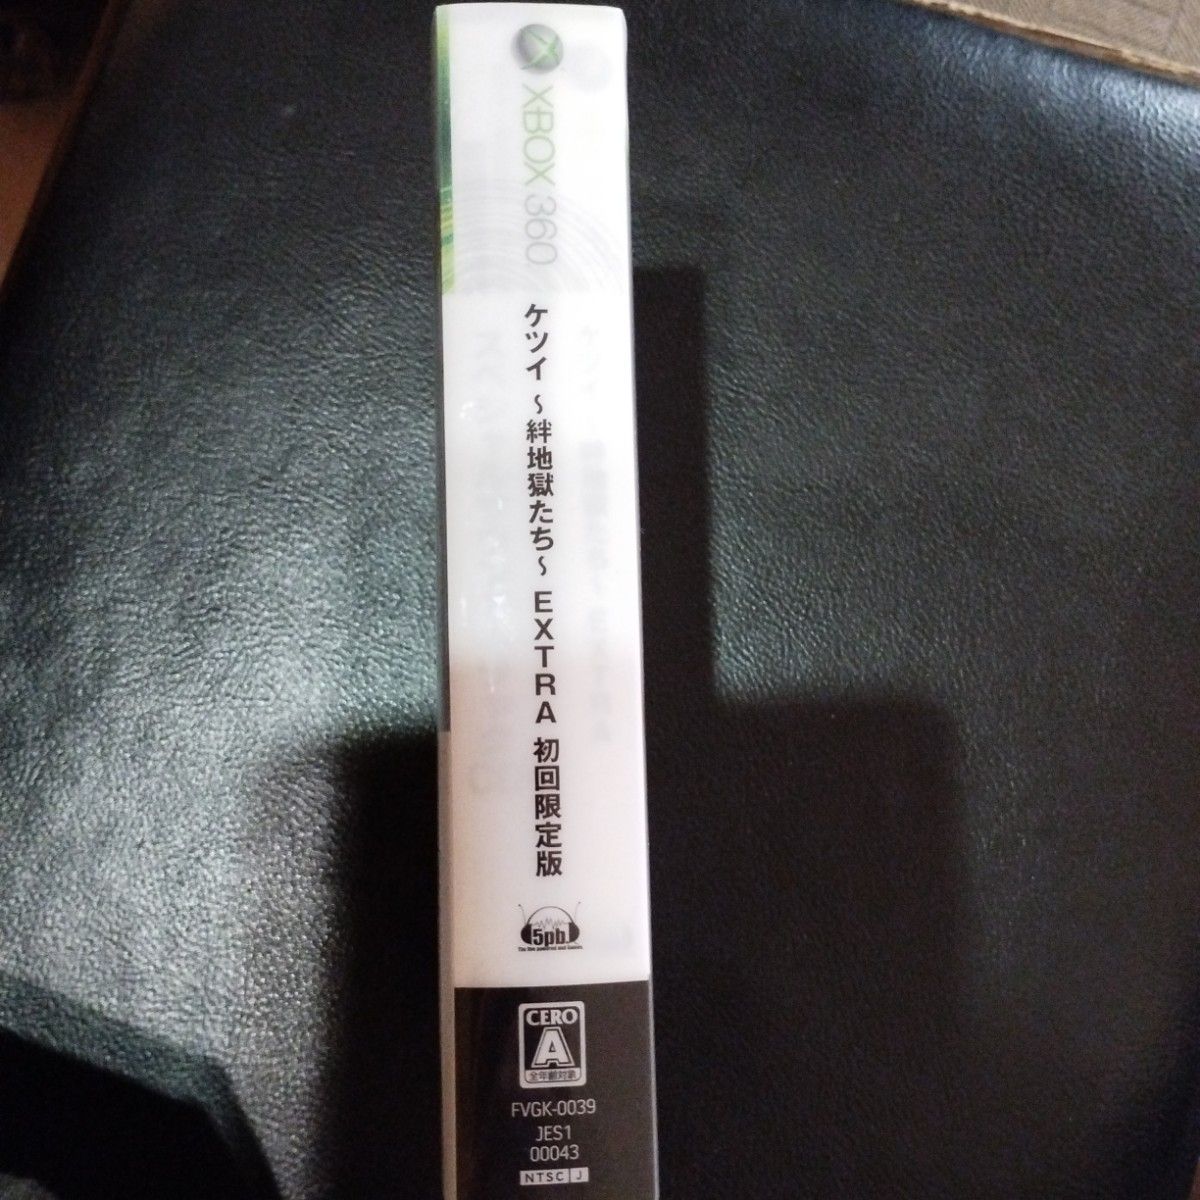 XBOX 360
ケツイ ～絆地獄たち～ EXTRA 初回限定版
5pb.
CERO
A
全年齢対象
FVGK-0039
JES1
00043
NTSC J